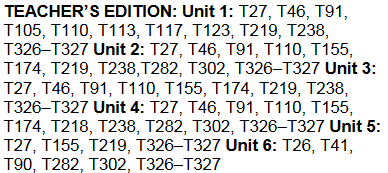 TEACHER’S EDITION: Unit 1: T27, T46, T91,
T105, T110, T113, T117, T123, T219, T238,
T326–T327 Unit 2: T27, T46, T91, T110, T155,
T174, T219, T238,T282, T302, T326–T327 Unit 3:
T27, T46, T91, T110, T155, T174, T219, T238,
T326–T327 Unit 4: T27, T46, T91, T110, T155,
T174, T218, T238, T282, T302, T326–T327 Unit 5:
T27, T155, T219, T326–T327 Unit 6: T26, T41,
T90, T282, T302, T326–T327